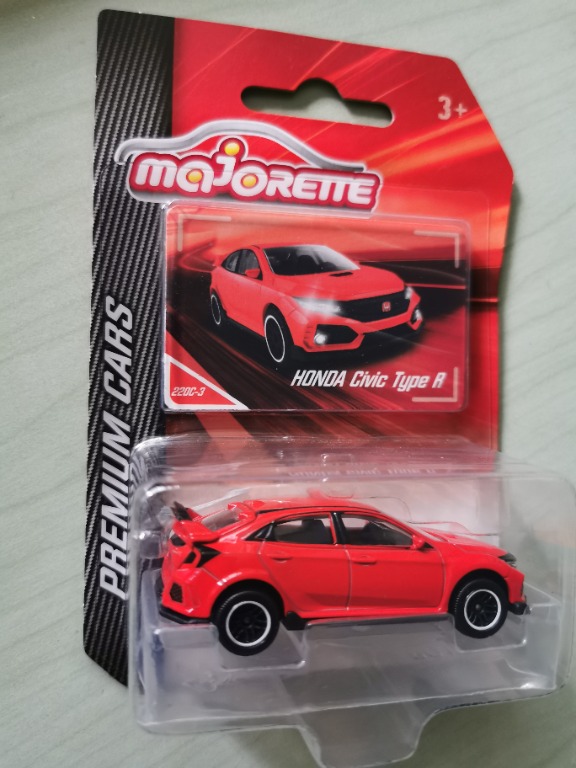 3+
majorette
HONDA Civic Type R
220C-3
PREMIUM CARS